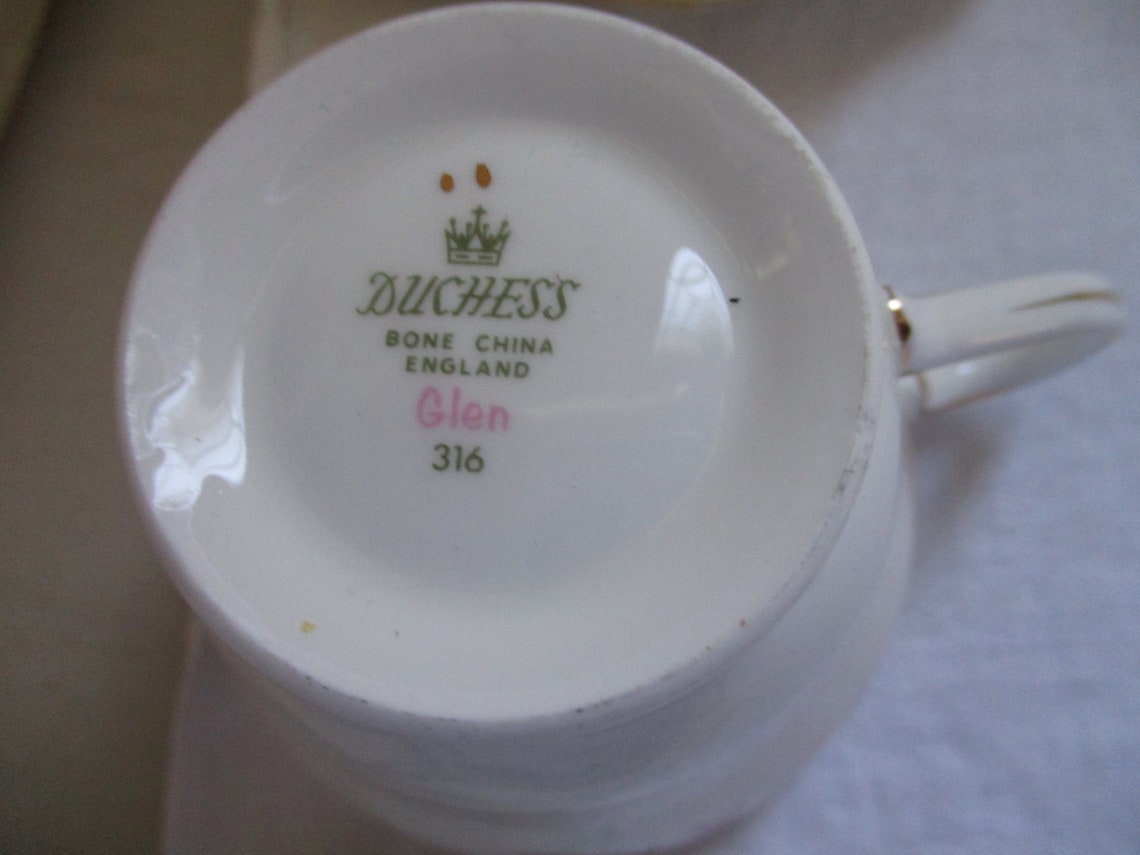 DUCHESS
BONE CHINA
ENGLAND
Glen
316